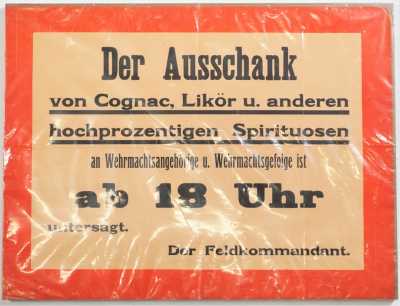 Der Ausschank
von Cognac, Likör u. anderen
hochprozentigen Spirituosen
an Wehrmachtsangehörige u. Wehrmachtsgefolge ist
ab 18 Uhr
untersagt.
Der Feldkommandant.